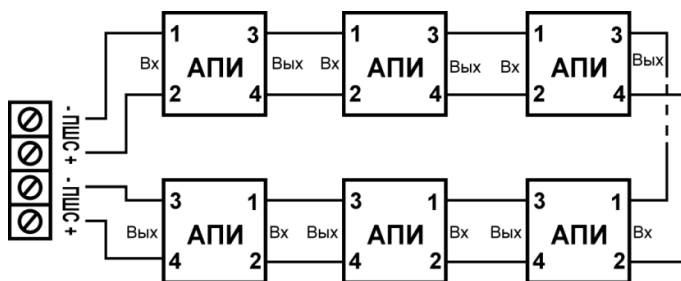 1 3 1 3 1 3
Вх АПИ Вых Вх АПИ Вых Вх АПИ Вых
2 4 2 4 2 4
- ПШС +
- ПШС +
3 1 3 1 3 1
Вых АПИ Вх Вых АПИ Вх Вых АПИ Вх
4 2 4 2 4 2